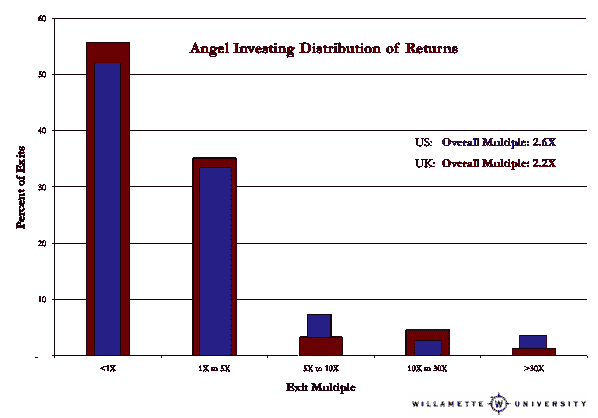 Angel Investing Distribution of Returns
60
50
40
30
20
10
-
Percent of Exits
US: Overall Multiple: 2.6X
UK: Overall Multiple: 2.2X
<1X
1X to 5X
5X to 10X
10X to 30X
>30X
Exit Multiple
WILLAMETTE W UNIVERSITY